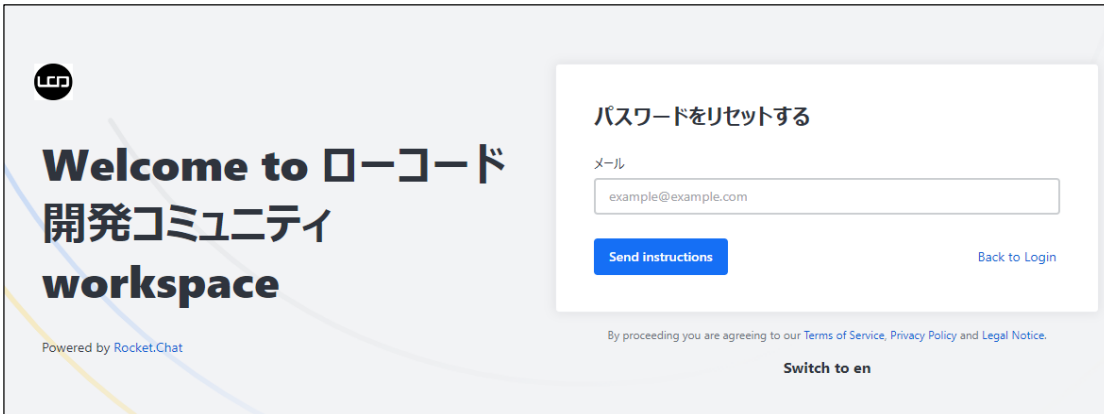 LCD
Welcome to ローコード
開発コミュニティ
workspace
Powered by Rocket.Chat
パスワードをリセットする
メール
example@example.com
Send instructions
Back to Login
By proceeding you are agreeing to our Terms of Service, Privacy Policy and Legal Notice.
Switch to en